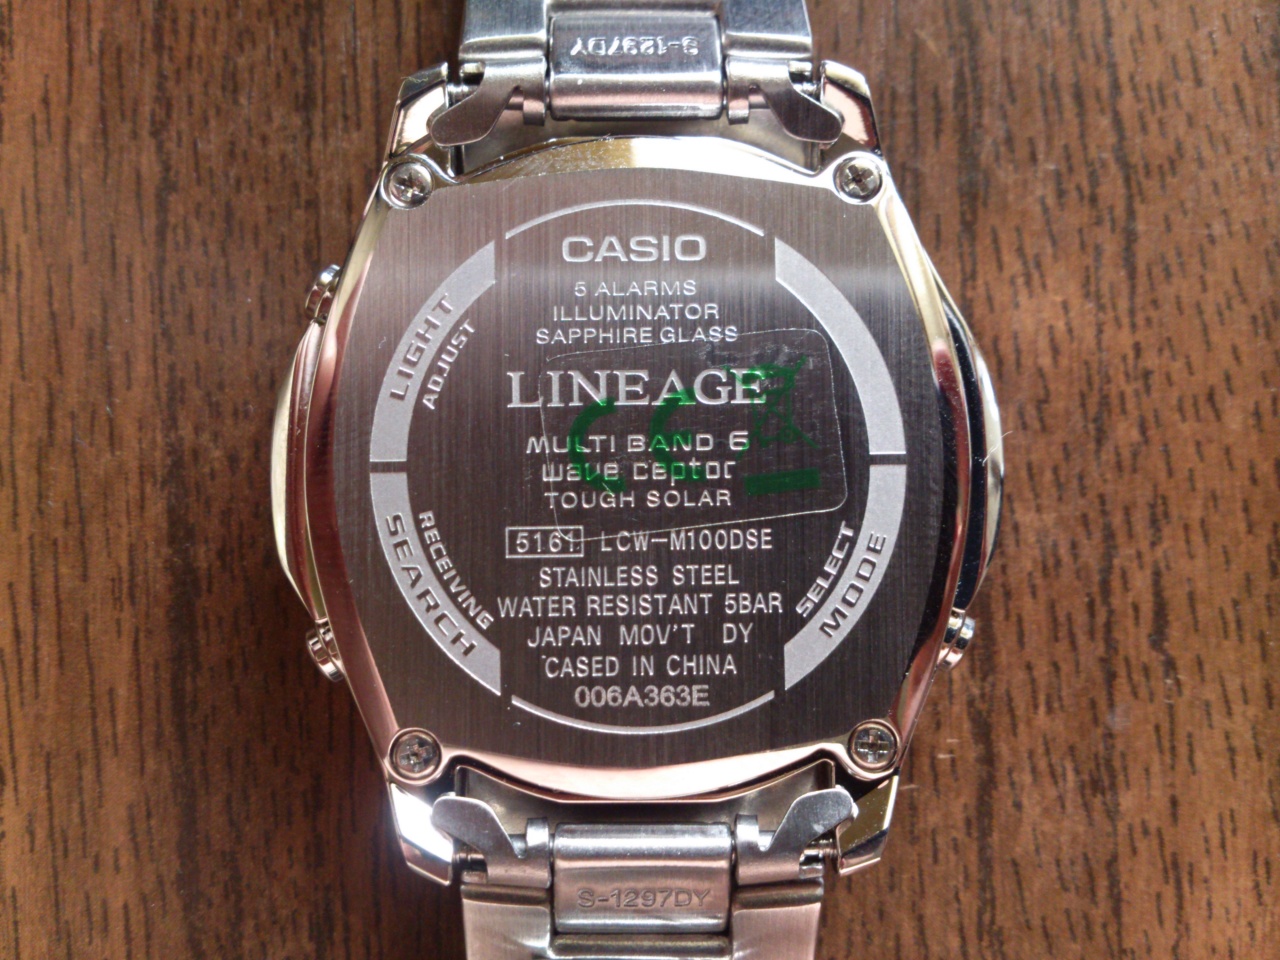 S-1297DY
CASIO
5 ALARMS
ILLUMINATOR
SAPPHIRE GLASS
LIGHT
ADJUST
LINEAGE
MULTI BAND 6
wave ceptor
TOUGH SOLAR
CE
5161 LCW-M100DSE
STAINLESS STEEL
WATER RESISTANT 5BAR
JAPAN MOV'T DY
CASED IN CHINA
006A363E
RECEIVING
SEARCH
SELECT
MODE
S-1297DY